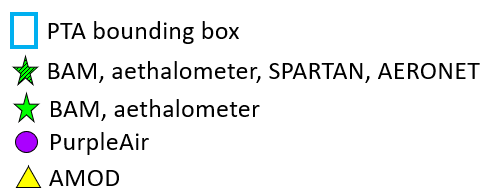 PTA bounding box
BAM, aethalometer, SPARTAN, AERONET
BAM, aethalometer
PurpleAir
AMOD